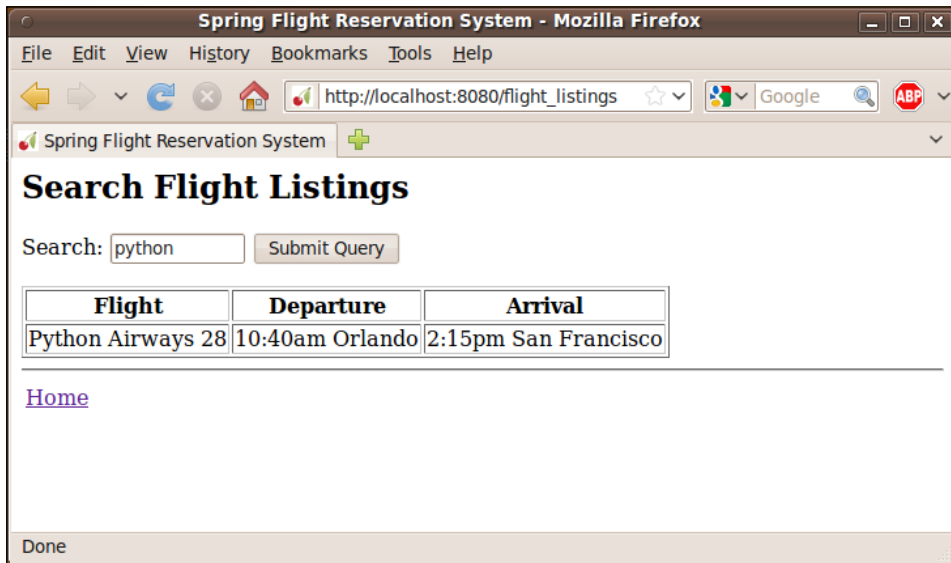 Spring Flight Reservation System - Mozilla Firefox
File Edit View History Bookmarks Tools Help
http://localhost:8080/flight_listings Google ABP
Spring Flight Reservation System
Search Flight Listings
Search: python Submit Query
Flight Departure Arrival
Python Airways 28 10:40am Orlando 2:15pm San Francisco
Home
Done